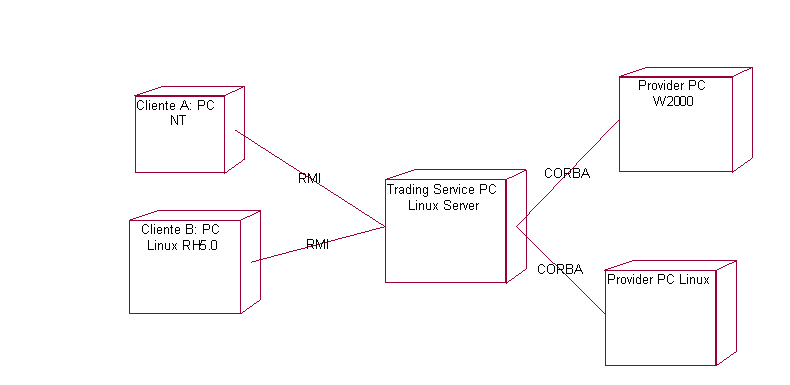 Cliente A: PC
NT
Cliente B: PC
Linux RH5.0
RMI
RMI
Trading Service PC
Linux Server
CORBA
CORBA
Provider PC
W2000
Provider PC Linux